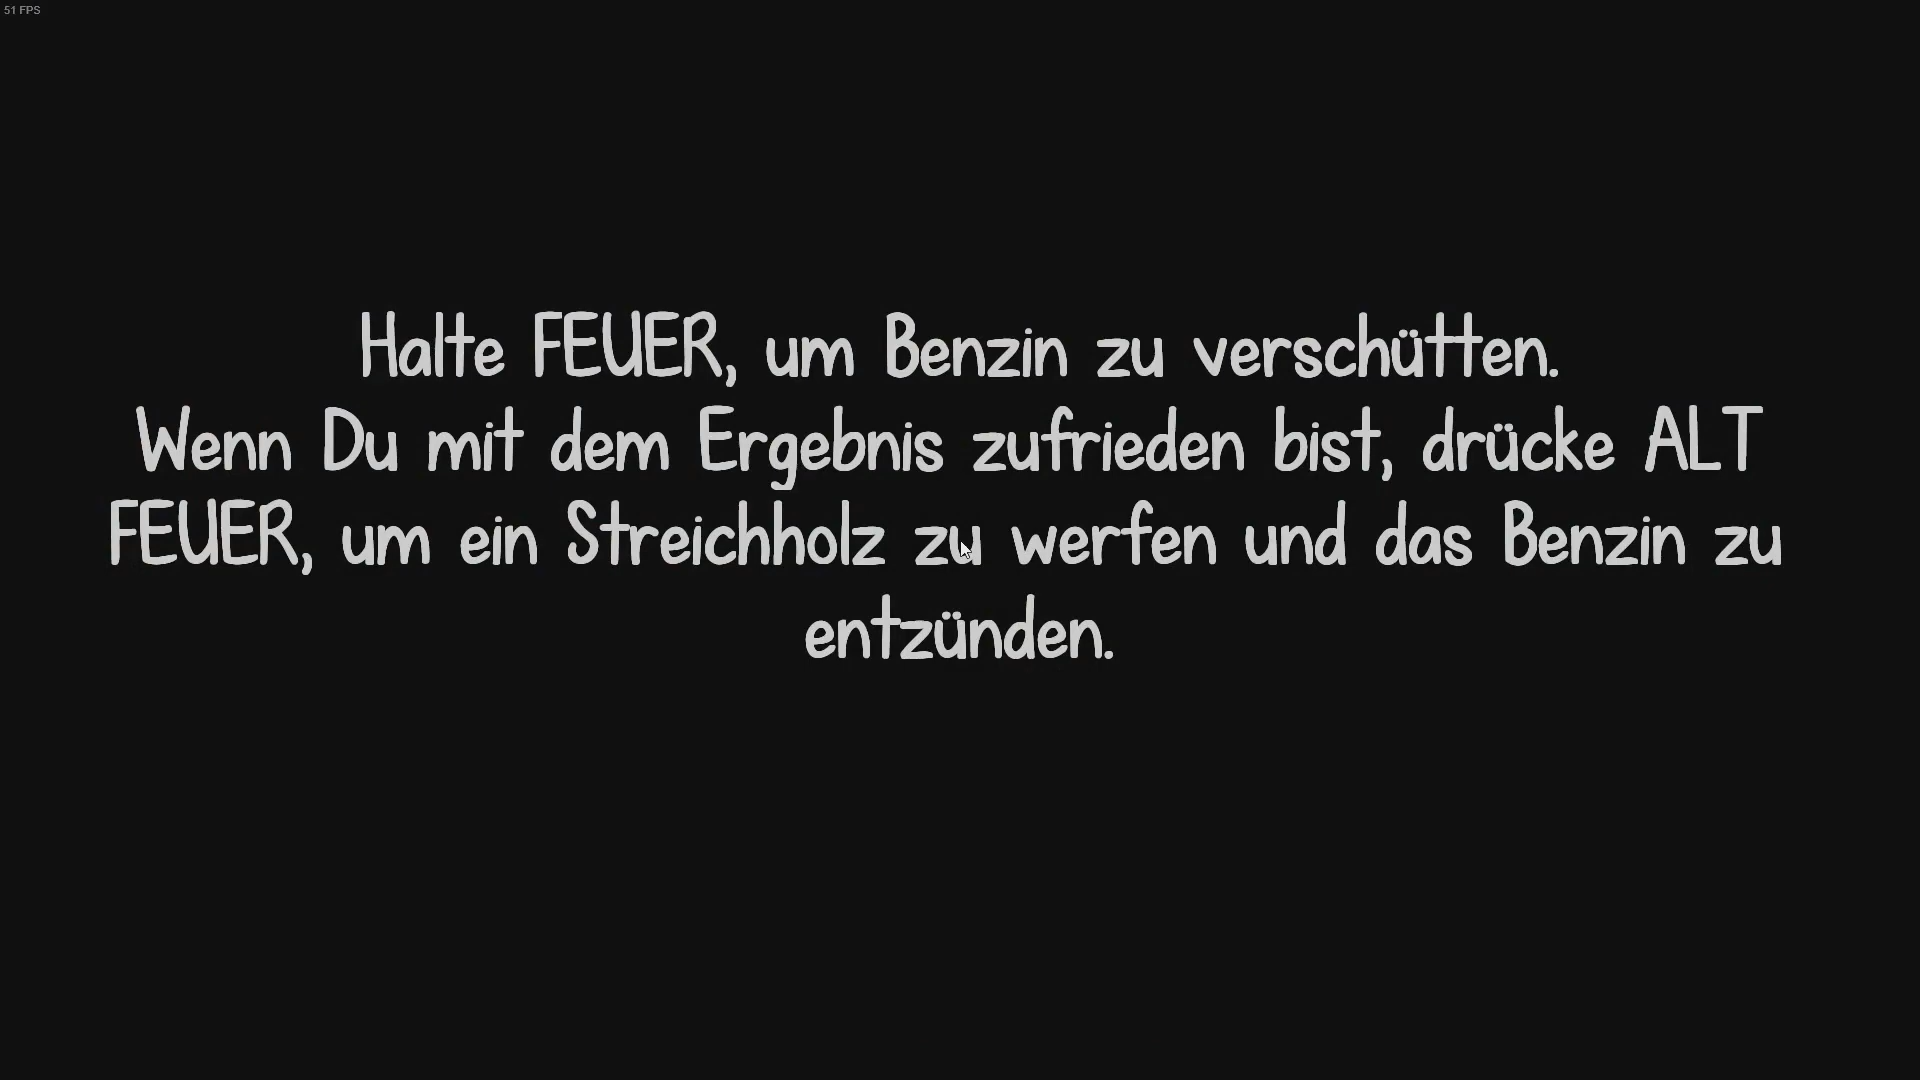 51 FPS
Halte FEUER, um Benzin zu verschütten.
Wenn Du mit dem Ergebnis zufrieden bist, drücke ALT
FEUER, um ein Streichholz zu werfen und das Benzin zu
entzünden.